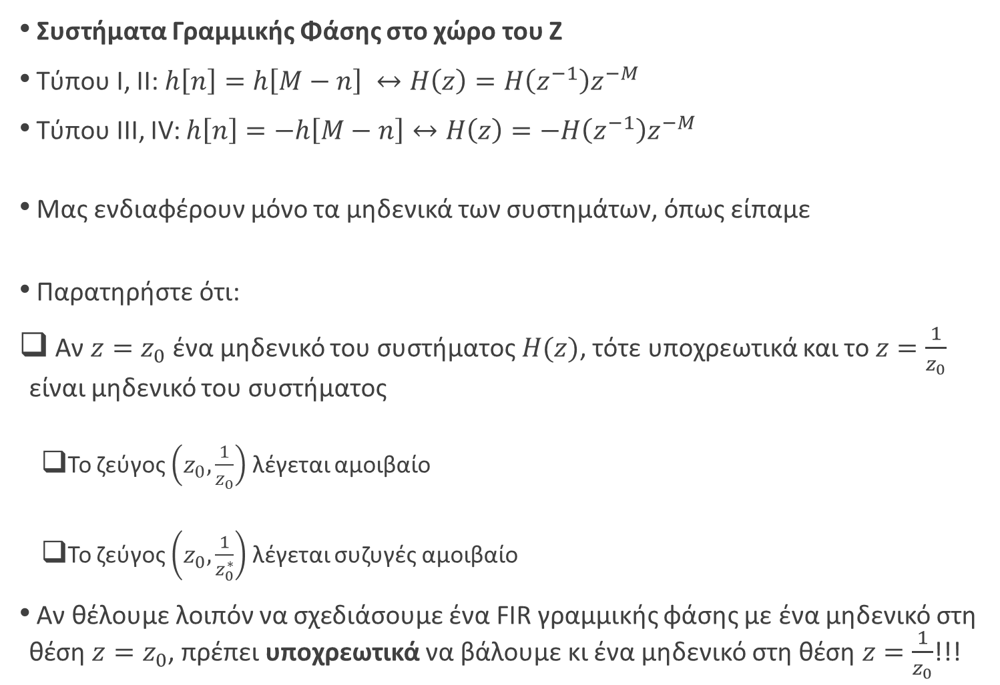 • Συστήματα Γραμμικής Φάσης στο χώρο του Ζ
• Τύπου I, II: $h[n] = h[M - n] \leftrightarrow H(z) = H(z^{-1})z^{-M}$
• Τύπου III, IV: $h[n] = -h[M - n] \leftrightarrow H(z) = -H(z^{-1})z^{-M}$
• Μας ενδιαφέρουν μόνο τα μηδενικά των συστημάτων, όπως είπαμε
• Παρατηρήστε ότι:
❑ Αν $z = z_0$ ένα μηδενικό του συστήματος $H(z)$, τότε υποχρεωτικά και το $z = \frac{1}{z_0}$
είναι μηδενικό του συστήματος
❑ Το ζεύγος $\left(z_0, \frac{1}{z_0}\right)$ λέγεται αμοιβαίο
❑ Το ζεύγος $\left(z_0, \frac{1}{z_0^*}\right)$ λέγεται συζυγές αμοιβαίο
• Αν θέλουμε λοιπόν να σχεδιάσουμε ένα FIR γραμμικής φάσης με ένα μηδενικό στη
θέση $z = z_0$, πρέπει υποχρεωτικά να βάλουμε κι ένα μηδενικό στη θέση $z = \frac{1}{z_0}$!!!